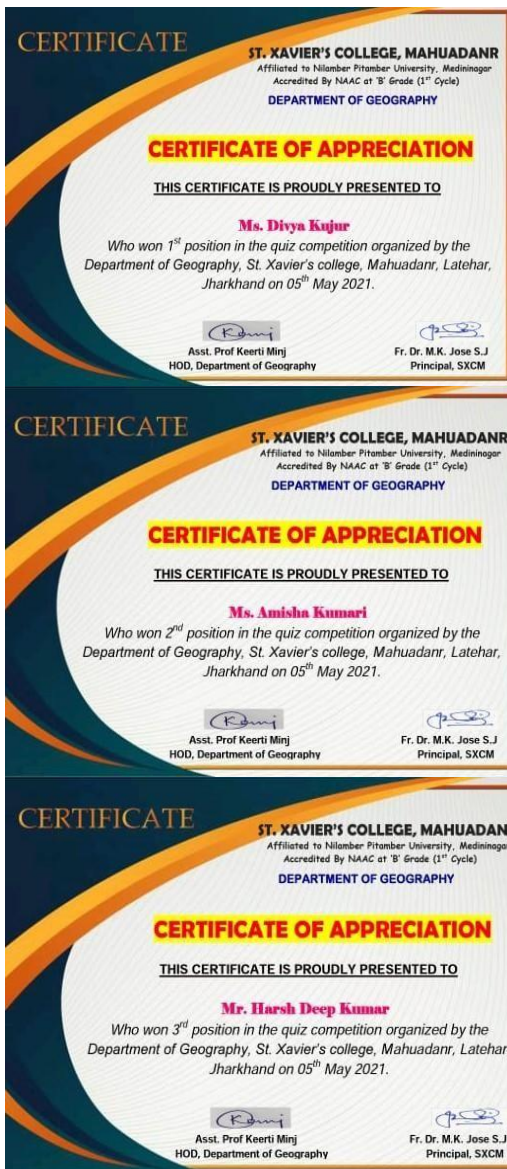 CERTIFICATE
ST. XAVIER'S COLLEGE, MAHUADANR
Affiliated to Nilamber Pitamber University, Medininagar
Accredited By NAAC at 'B' Grade (1st Cycle)
DEPARTMENT OF GEOGRAPHY
CERTIFICATE OF APPRECIATION
THIS CERTIFICATE IS PROUDLY PRESENTED TO
Ms. Divya Kujur
Who won 1st position in the quiz competition organized by the
Department of Geography, St. Xavier's college, Mahuadanr, Latehar,
Jharkhand on 05th May 2021.
Asst. Prof Keerti Minj
HOD, Department of Geography
Fr. Dr. M.K. Jose S.J
Principal, SXCM
CERTIFICATE
ST. XAVIER'S COLLEGE, MAHUADANR
Affiliated to Nilamber Pitamber University, Medininagar
Accredited By NAAC at 'B' Grade (1st Cycle)
DEPARTMENT OF GEOGRAPHY
CERTIFICATE OF APPRECIATION
THIS CERTIFICATE IS PROUDLY PRESENTED TO
Ms. Amisha Kumari
Who won 2nd position in the quiz competition organized by the
Department of Geography, St. Xavier's college, Mahuadanr, Latehar,
Jharkhand on 05th May 2021.
Asst. Prof Keerti Minj
HOD, Department of Geography
Fr. Dr. M.K. Jose S.J
Principal, SXCM
CERTIFICATE
ST. XAVIER'S COLLEGE, MAHUADAN
Affiliated to Nilamber Pitamber University, Medininagar
Accredited By NAAC at 'B' Grade (1st Cycle)
DEPARTMENT OF GEOGRAPHY
CERTIFICATE OF APPRECIATION
THIS CERTIFICATE IS PROUDLY PRESENTED TO
Mr. Harsh Deep Kumar
Who won 3rd position in the quiz competition organized by the
Department of Geography, St. Xavier's college, Mahuadanr, Latehar
Jharkhand on 05th May 2021.
Asst. Prof Keerti Minj
HOD, Department of Geography
Fr. Dr. M.K. Jose S.J
Principal, SXCM